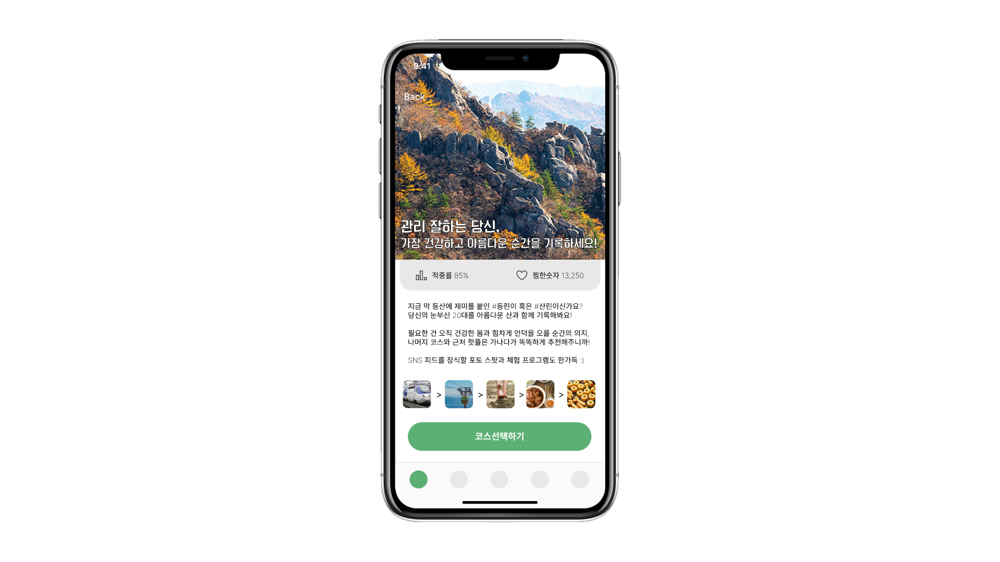 9:41
Back
관리 잘하는 당신,
가장 건강하고 아름다운 순간을 기록하세요!
적중률 85%
찜한숫자 13,250
지금 막 등산에 재미를 붙인 #등린이 혹은 #산린이신가요?
당신의 눈부신 20대를 아름다운 산과 함께 기록해봐요!
필요한 건 오직 건강한 몸과 힘차게 언덕을 오를 순간의 의지,
나머지 코스와 근처 핫플은 가나다가 똑똑하게 추천해주니까!
SNS 피드를 장식할 포토 스팟과 체험 프로그램도 한가득 :)
> > > >
코스선택하기